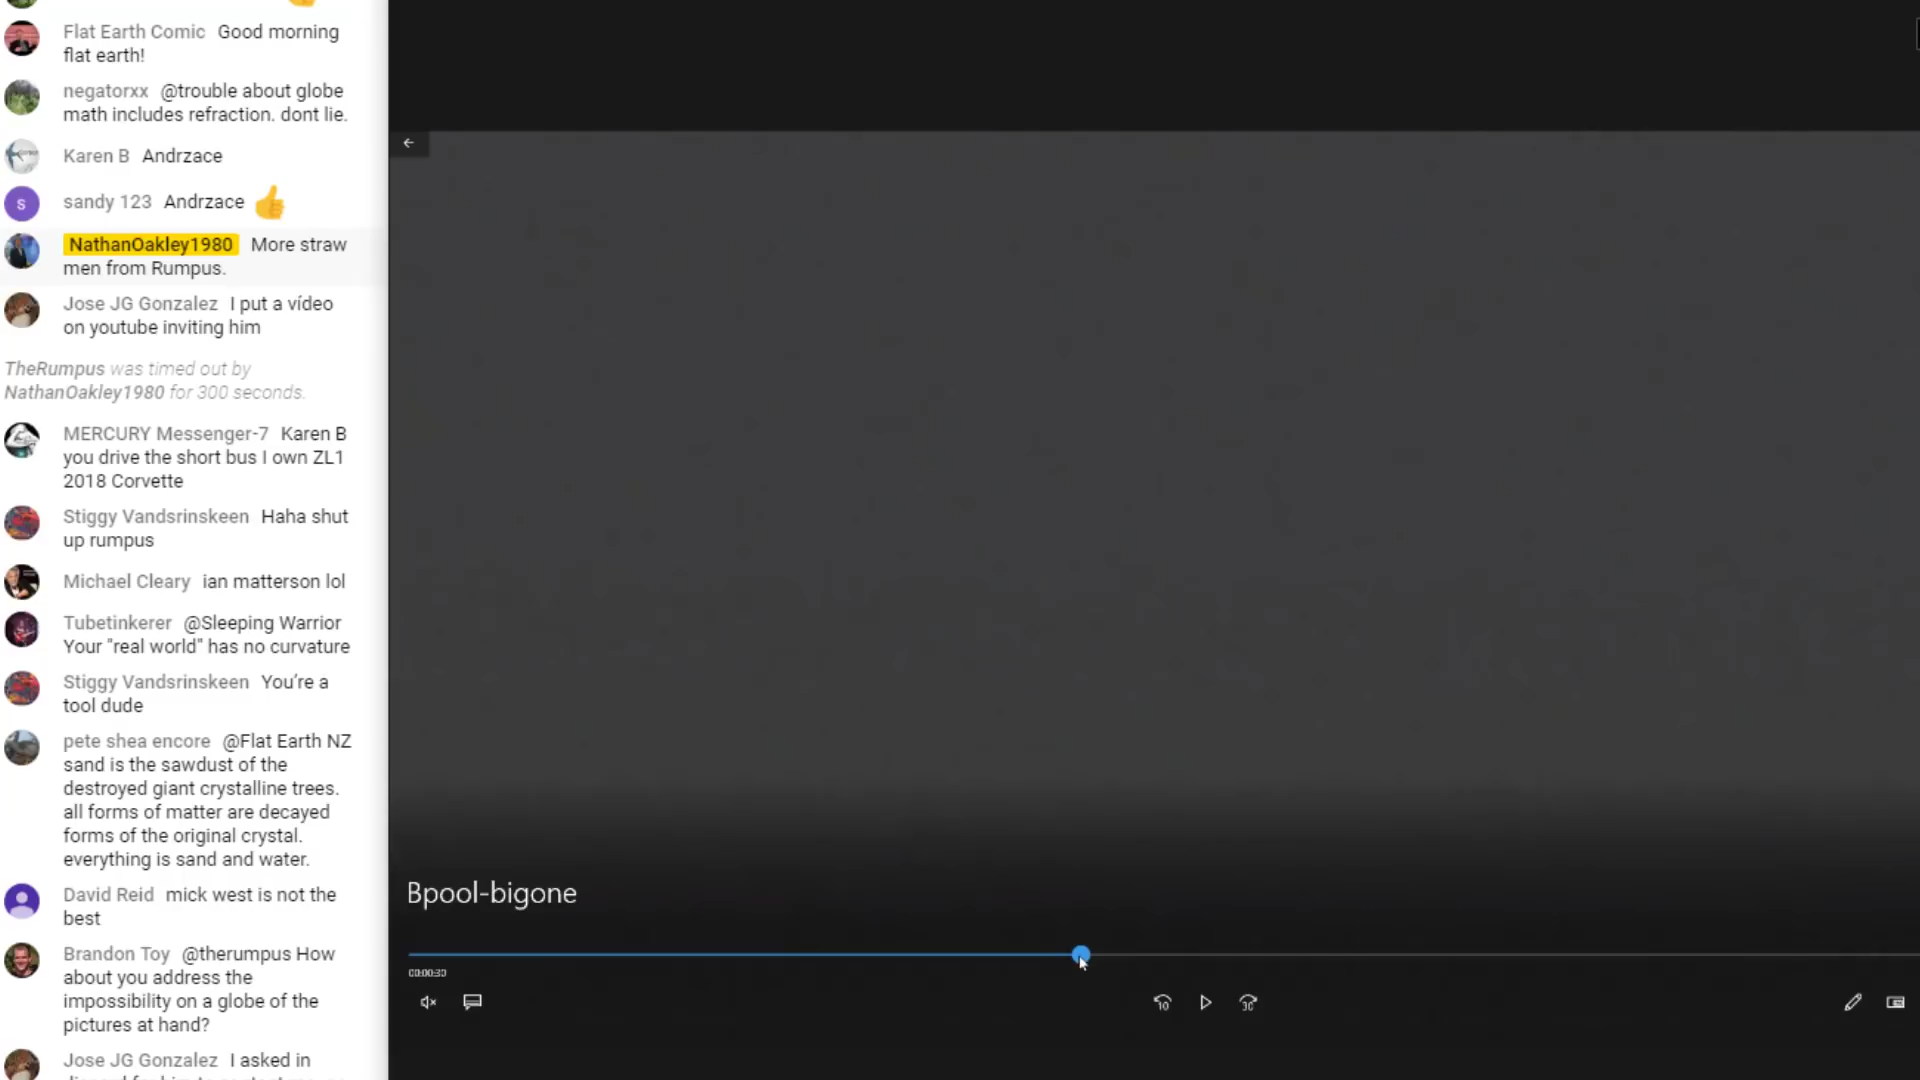 Flat Earth Comic Good morning
flat earth!
negatorxx @trouble about globe
math includes refraction. dont lie.
Karen B Andrzace
s
sandy 123 Andrzace
NathanOakley1980 More straw
men from Rumpus.
Jose JG Gonzalez I put a vídeo
on youtube inviting him
TheRumpus was timed out by
NathanOakley1980 for 300 seconds.
MERCURY Messenger-7 Karen B
you drive the short bus I own ZL1
2018 Corvette
Stiggy Vandsrinskeen Haha shut
up rumpus
Michael Cleary ian matterson lol
Tubetinkerer @Sleeping Warrior
Your "real world" has no curvature
Stiggy Vandsrinskeen You're a
tool dude
pete shea encore @Flat Earth NZ
sand is the sawdust of the
destroyed giant crystalline trees.
all forms of matter are decayed
forms of the original crystal.
everything is sand and water.
David Reid mick west is not the
best
Brandon Toy @therumpus How
about you address the
impossibility on a globe of the
pictures at hand?
Jose JG Gonzalez I asked in
Bpool-bigone
00:00:30
10
30